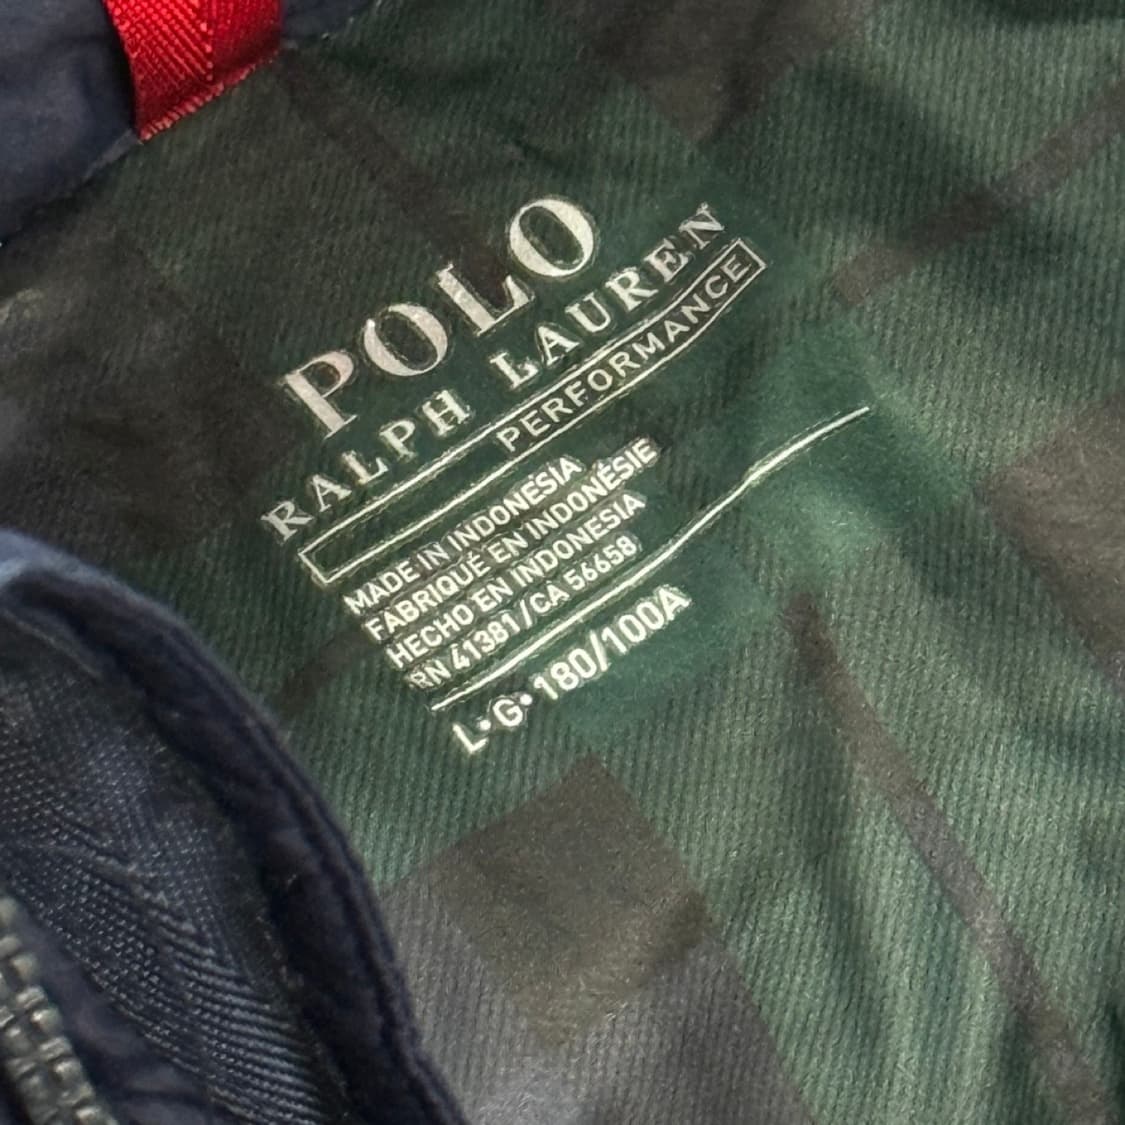 POLO
RALPH LAUREN
PERFORMANCE
MADE IN INDONESIA
FABRIQUÉ EN INDONÉSIE
HECHO EN INDONESIA
RN 41381/CA 56658
L•G•180/100A